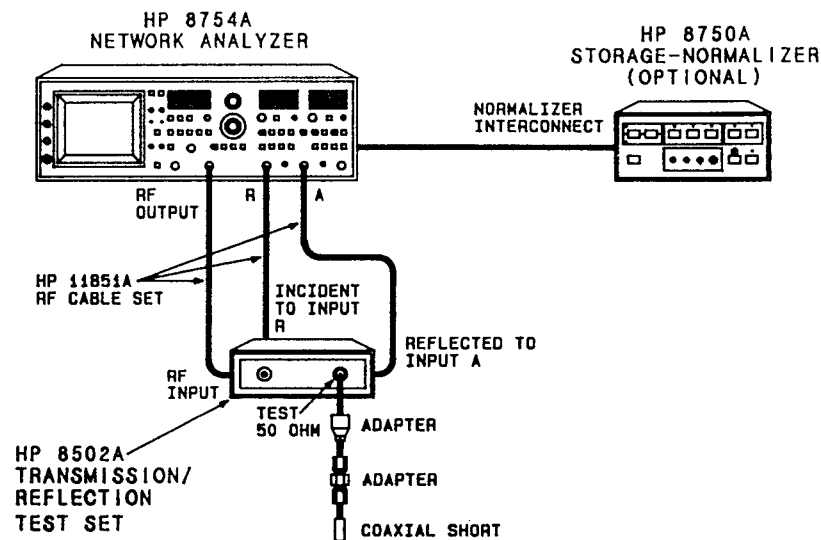 HP 8754A
NETWORK ANALYZER
HP 8750A
STORAGE-NORMALIZER
(OPTIONAL)
NORMALIZER
INTERCONNECT
RF
OUTPUT
R
A
HP 11851A
RF CABLE SET
INCIDENT
TO INPUT
R
REFLECTED TO
INPUT A
RF
INPUT
TEST
50 OHM
ADAPTER
HP 8502A
TRANSMISSION/
REFLECTION
TEST SET
ADAPTER
COAXIAL SHORT